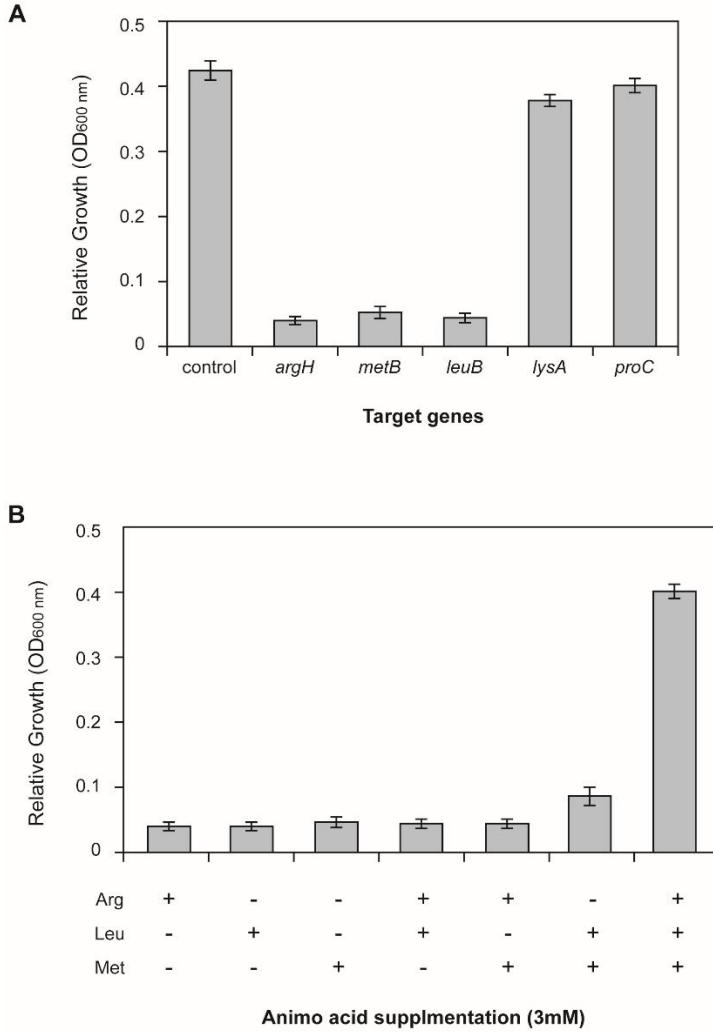 A
0.5
0.4
0.3
0.2
0.1
0
Relative Growth (OD600 nm)
control argH metB leuB lysA proC
Target genes
B
0.5
0.4
0.3
0.2
0.1
0
Relative Growth (OD600 nm)
Arg + - - + + - +
Leu - + - + - + +
Met - - + - + + +
Animo acid supplmentation (3mM)